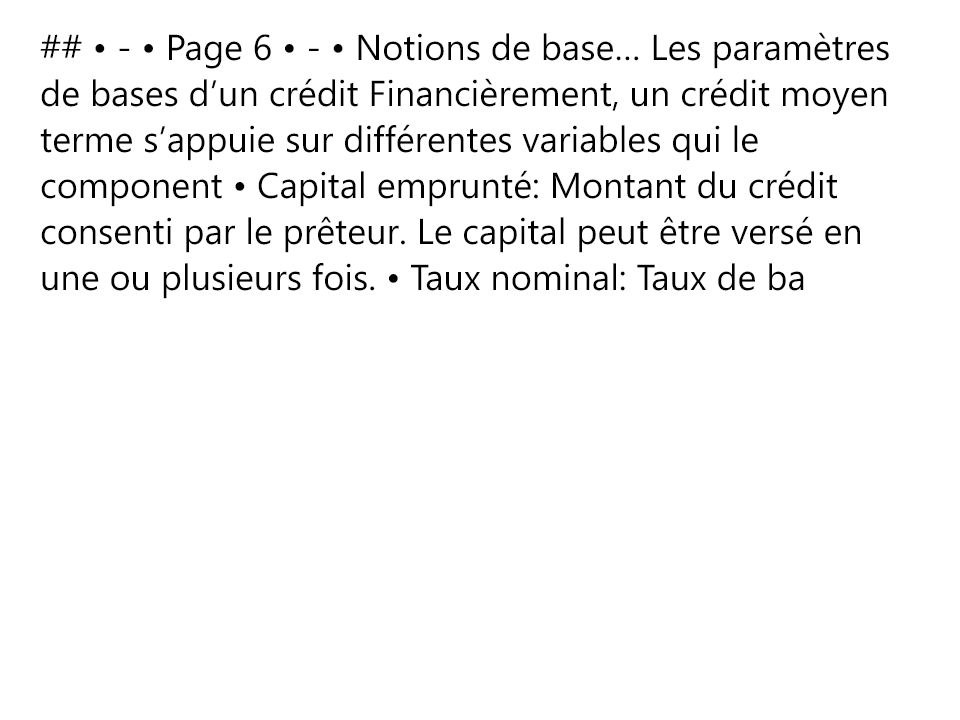 ## • - • Page 6 • - • Notions de base... Les paramètres
de bases d’un crédit Financièrement, un crédit moyen
terme s’appuie sur différentes variables qui le
component • Capital emprunté: Montant du crédit
consenti par le prêteur. Le capital peut être versé en
une ou plusieurs fois. • Taux nominal: Taux de ba